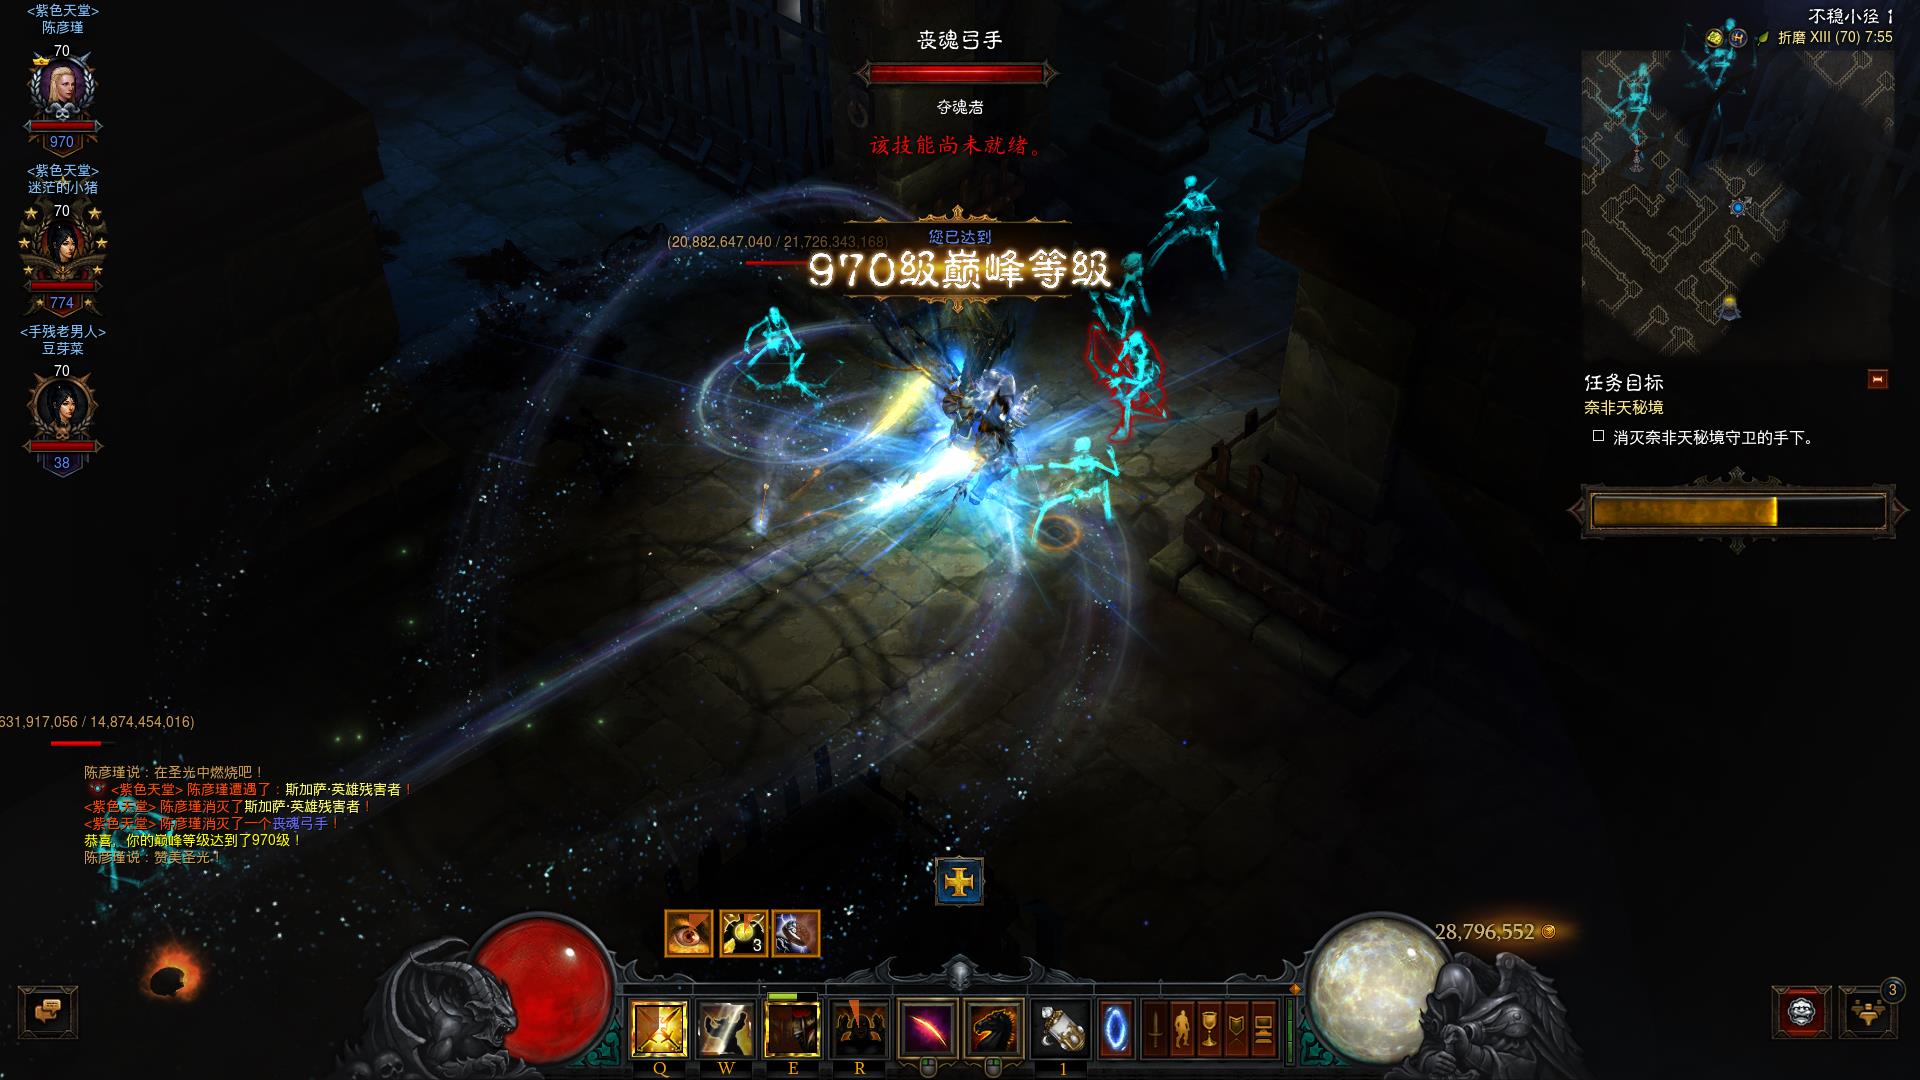 <紫色天堂>
陈彦瑾
70
970
<紫色天堂>
迷茫的小猪
70
774
<手残老男人>
豆芽菜
70
38
丧魂弓手
夺魂者
该技能尚未就绪。
(20,882,647,040 / 21,726,343,168)
您已达到
970级巅峰等级
不稳小径 1
折磨 XIII (70) 7:55
任务目标
奈非天秘境
消灭奈非天秘境守卫的手下。
631,917,056 / 14,874,454,016)
陈彦瑾说：在圣光中燃烧吧！
<紫色天堂> 陈彦瑾遭遇了：斯加萨·英雄残害者！
<紫色天堂> 陈彦瑾消灭了斯加萨·英雄残害者！
<紫色天堂> 陈彦瑾消灭了一个丧魂弓手！
恭喜，你的巅峰等级达到了970级！
陈彦瑾说：赞美圣光！
3
28,796,552
3
Q W E R 1